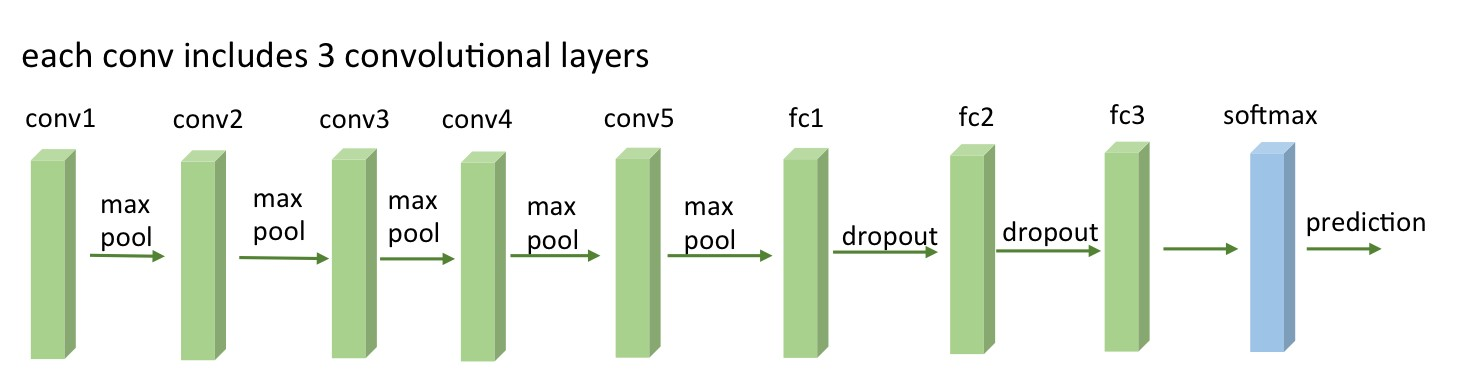 each conv includes 3 convolutional layers
conv1 conv2 conv3 conv4 conv5 fc1 fc2 fc3 softmax
max
pool
max
pool
max
pool
max
pool
max
pool
dropout
dropout
prediction